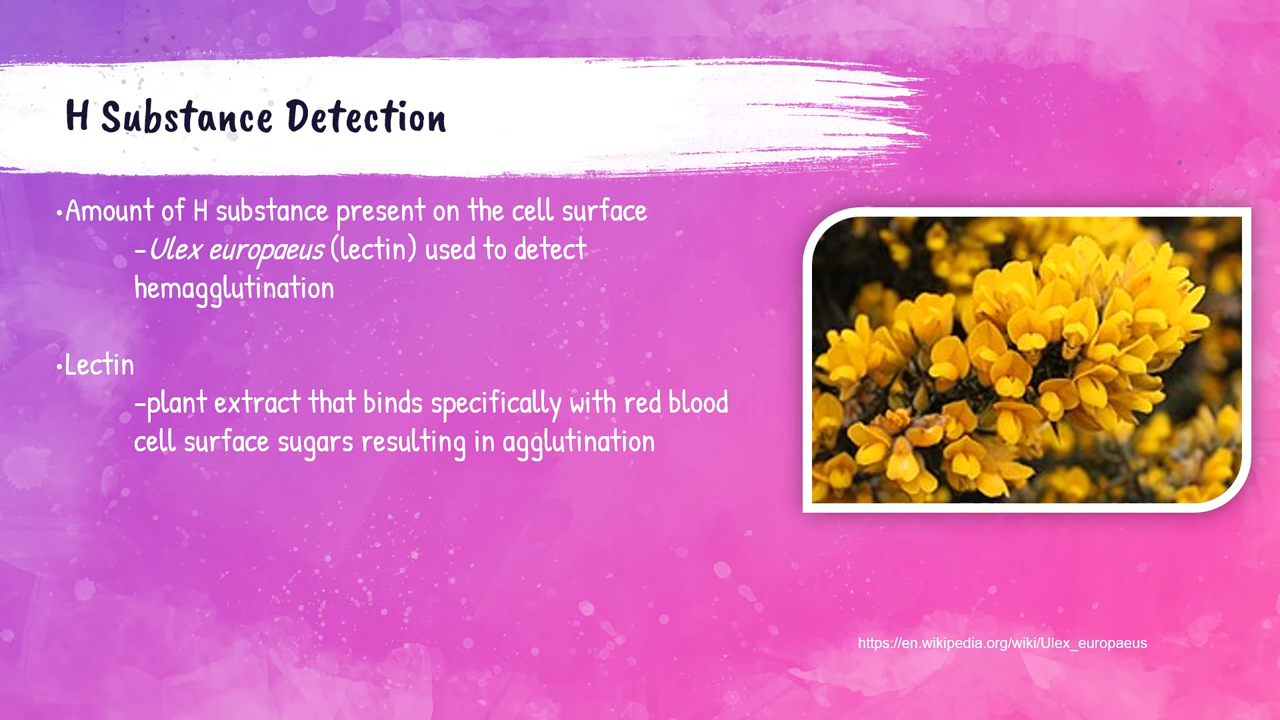 H Substance Detection
•Amount of H substance present on the cell surface
–Ulex europaeus (lectin) used to detect
hemagglutination
•Lectin
–plant extract that binds specifically with red blood
cell surface sugars resulting in agglutination
https://en.wikipedia.org/wiki/Ulex_europaeus